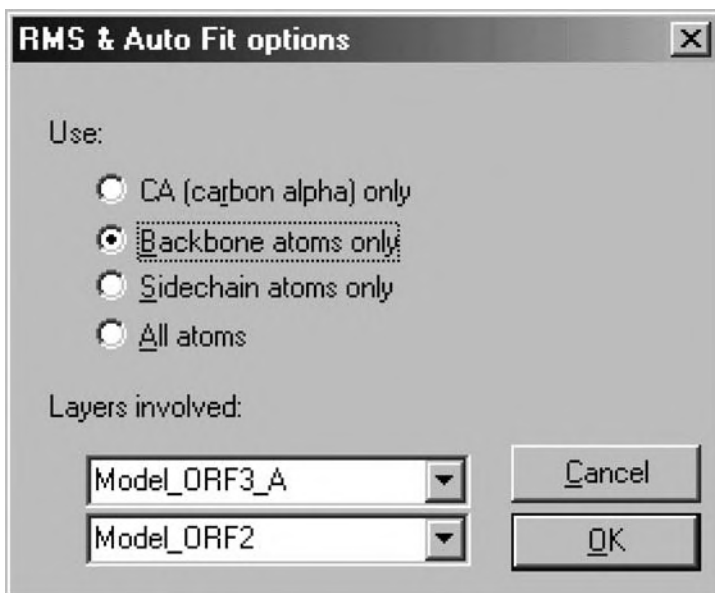 RMS & Auto Fit options
Use:
CA (carbon alpha) only
Backbone atoms only
Sidechain atoms only
All atoms
Layers involved:
Model_ORF3_A
Cancel
Model_ORF2
OK